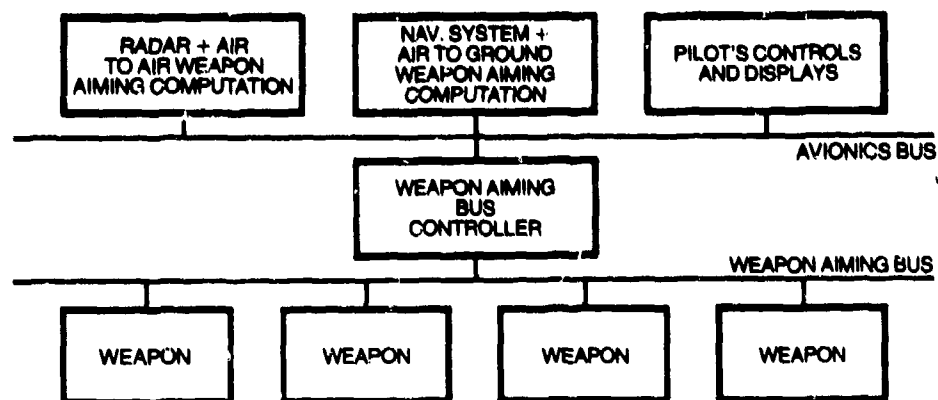 RADAR + AIR
TO AIR WEAPON
AIMING COMPUTATION
NAV. SYSTEM +
AIR TO GROUND
WEAPON AIMING
COMPUTATION
PILOT'S CONTROLS
AND DISPLAYS
AVIONICS BUS
WEAPON AIMING
BUS
CONTROLLER
WEAPON AIMING BUS
WEAPON
WEAPON
WEAPON
WEAPON